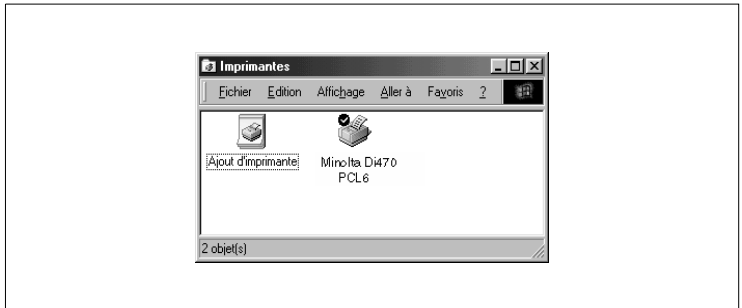 Imprimantes
Fichier Edition Affichage Aller à Favoris ?
Ajout d'imprimante
Minolta Di470
PCL6
2 objet(s)